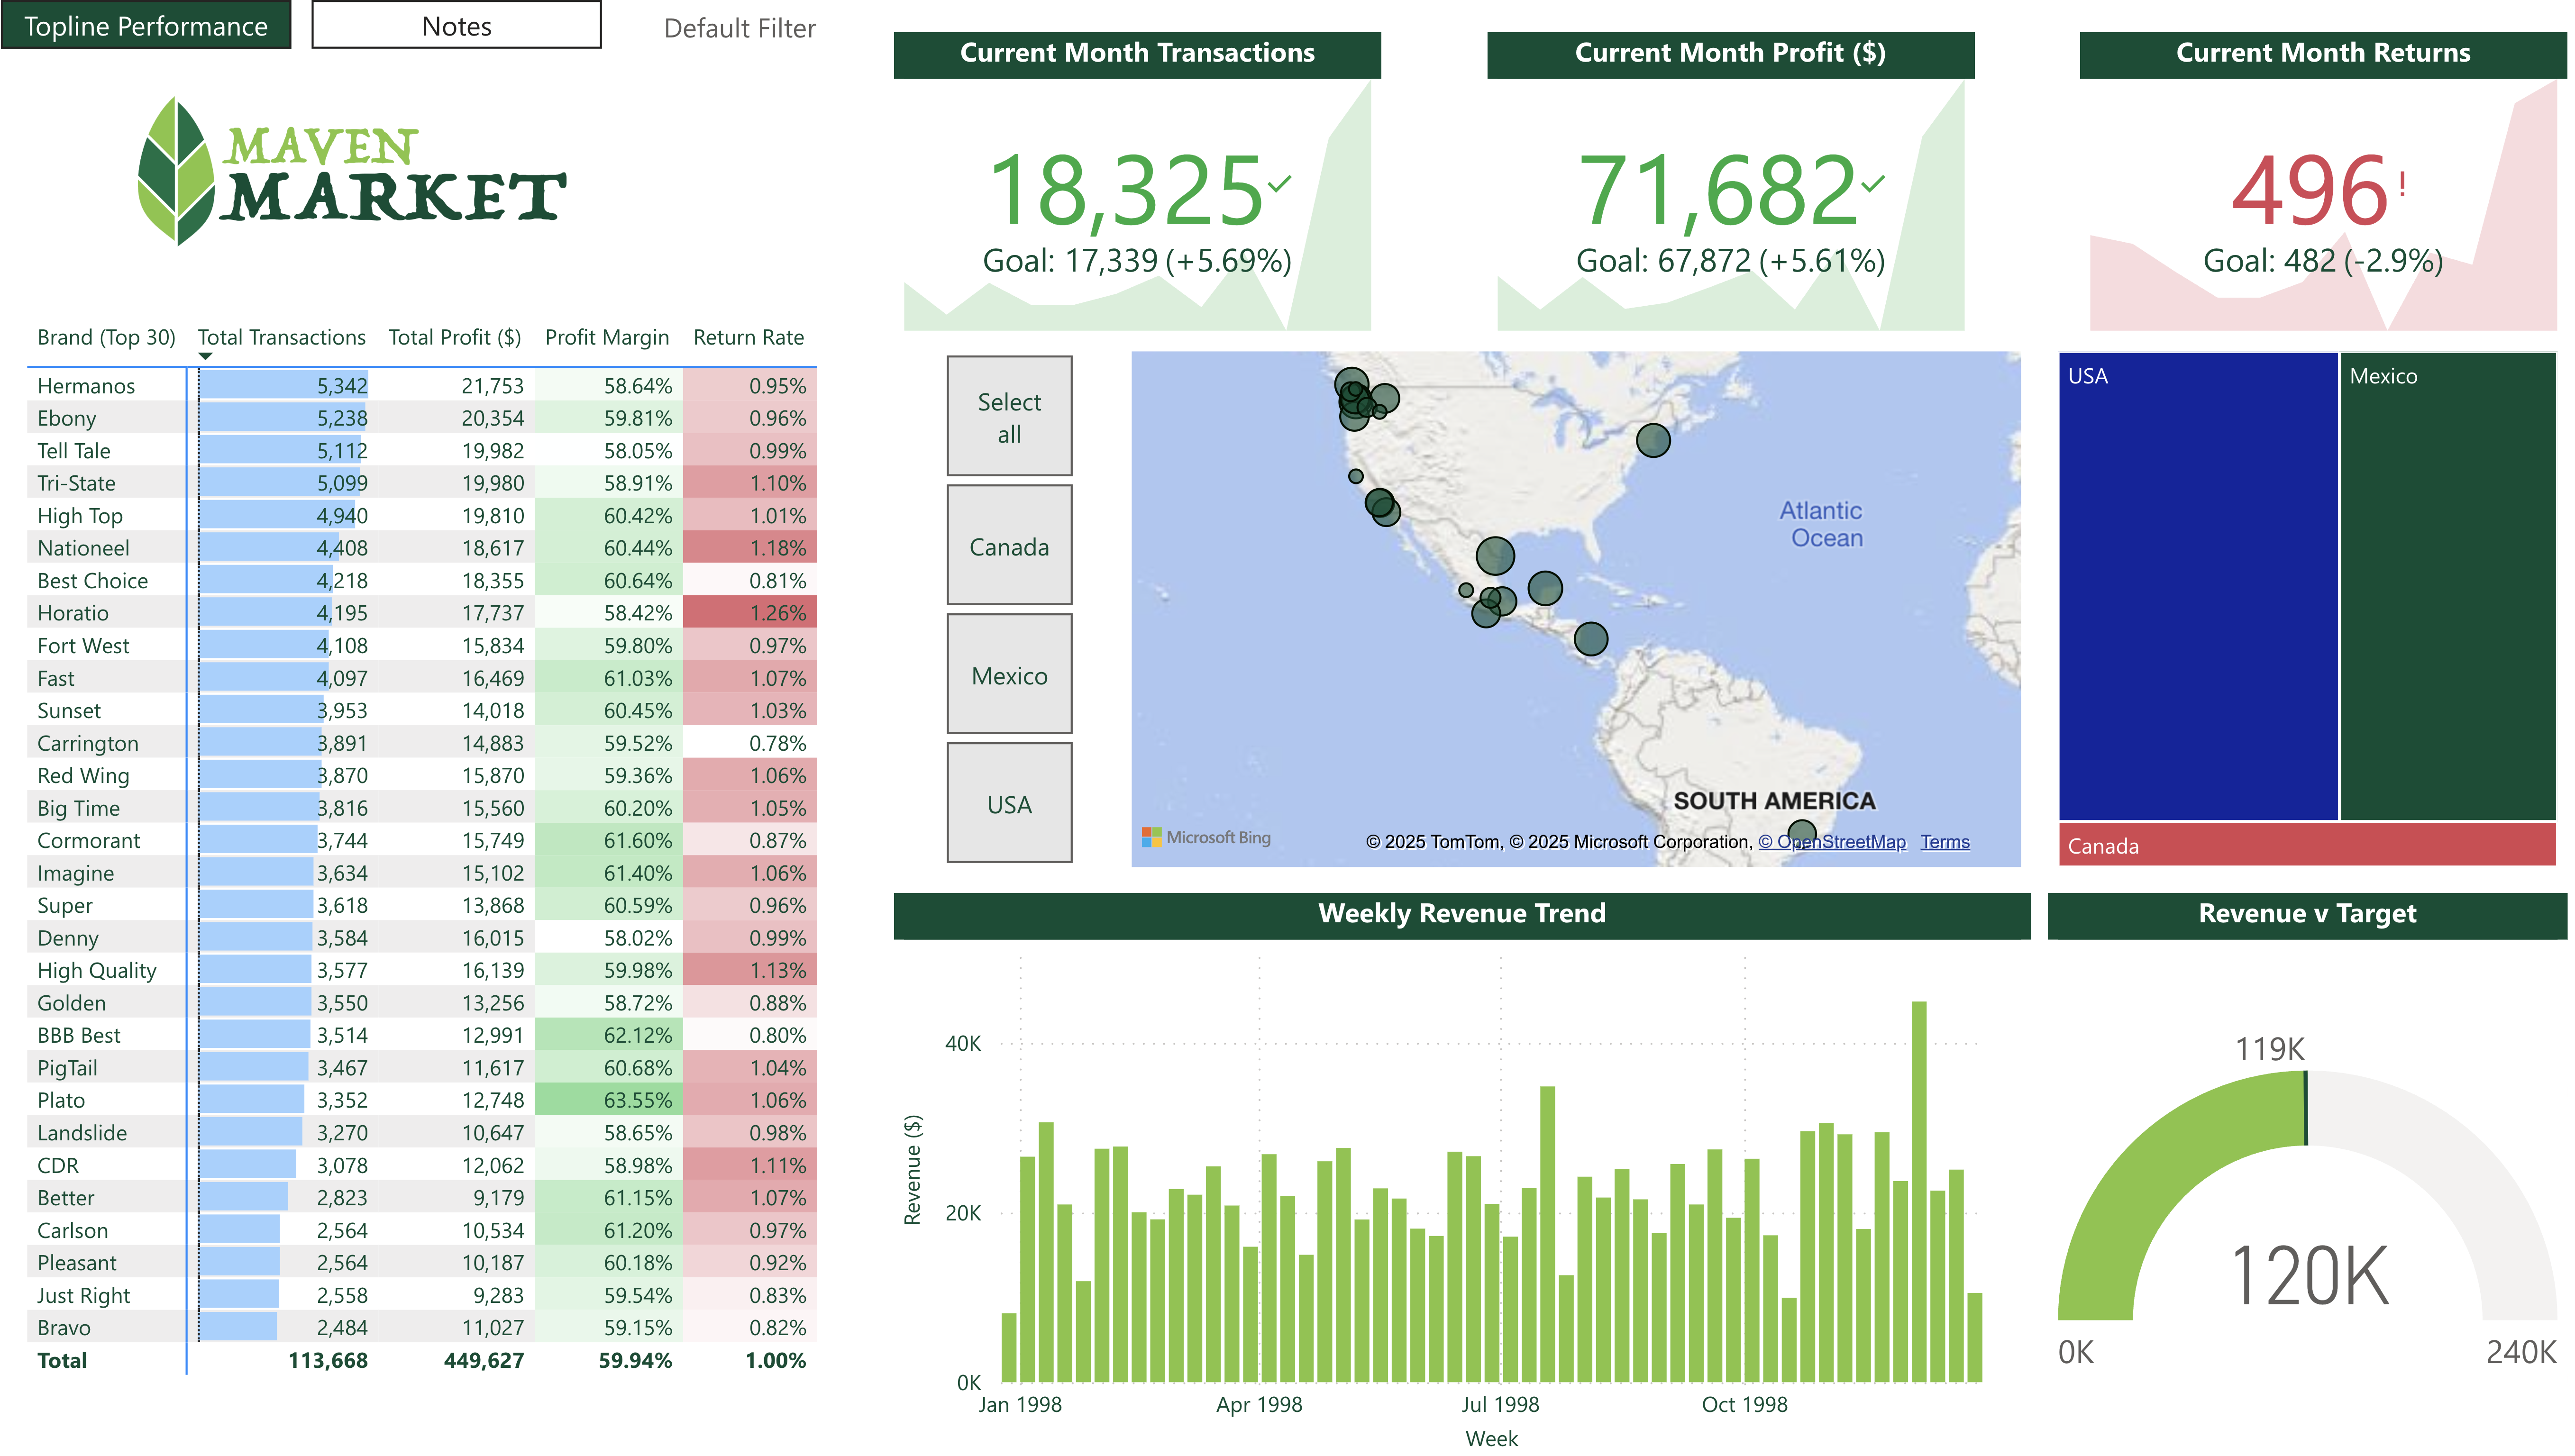 Topline Performance
Notes
Default Filter
MAVEN
MARKET
Current Month Transactions
18,325
Goal: 17,339 (+5.69%)
Current Month Profit ($)
71,682
Goal: 67,872 (+5.61%)
Current Month Returns
496!
Goal: 482 (-2.9%)
Brand (Top 30) Total Transactions Total Profit ($) Profit Margin Return Rate
Hermanos 5,342 21,753 58.64% 0.95%
Ebony 5,238 20,354 59.81% 0.96%
Tell Tale 5,112 19,982 58.05% 0.99%
Tri-State 5,099 19,980 58.91% 1.10%
High Top 4,940 19,810 60.42% 1.01%
Nationeel 4,408 18,617 60.44% 1.18%
Best Choice 4,218 18,355 60.64% 0.81%
Horatio 4,195 17,737 58.42% 1.26%
Fort West 4,108 15,834 59.80% 0.97%
Fast 4,097 16,469 61.03% 1.07%
Sunset 3,953 14,018 60.45% 1.03%
Carrington 3,891 14,883 59.52% 0.78%
Red Wing 3,870 15,870 59.36% 1.06%
Big Time 3,816 15,560 60.20% 1.05%
Cormorant 3,744 15,749 61.60% 0.87%
Imagine 3,634 15,102 61.40% 1.06%
Super 3,618 13,868 60.59% 0.96%
Denny 3,584 16,015 58.02% 0.99%
High Quality 3,577 16,139 59.98% 1.13%
Golden 3,550 13,256 58.72% 0.88%
BBB Best 3,514 12,991 62.12% 0.80%
PigTail 3,467 11,617 60.68% 1.04%
Plato 3,352 12,748 63.55% 1.06%
Landslide 3,270 10,647 58.65% 0.98%
CDR 3,078 12,062 58.98% 1.11%
Better 2,823 9,179 61.15% 1.07%
Carlson 2,564 10,534 61.20% 0.97%
Pleasant 2,564 10,187 60.18% 0.92%
Just Right 2,558 9,283 59.54% 0.83%
Bravo 2,484 11,027 59.15% 0.82%
Total 113,668 449,627 59.94% 1.00%
Select
all
Canada
Mexico
USA
Atlantic
Ocean
SOUTH AMERICA
Microsoft Bing
© 2025 TomTom, © 2025 Microsoft Corporation, © OpenStreetMap Terms
USA
Mexico
Canada
Weekly Revenue Trend
Revenue ($)
40K
20K
0K
Jan 1998 Apr 1998 Jul 1998 Oct 1998
Week
Revenue v Target
119K
120K
0K 240K